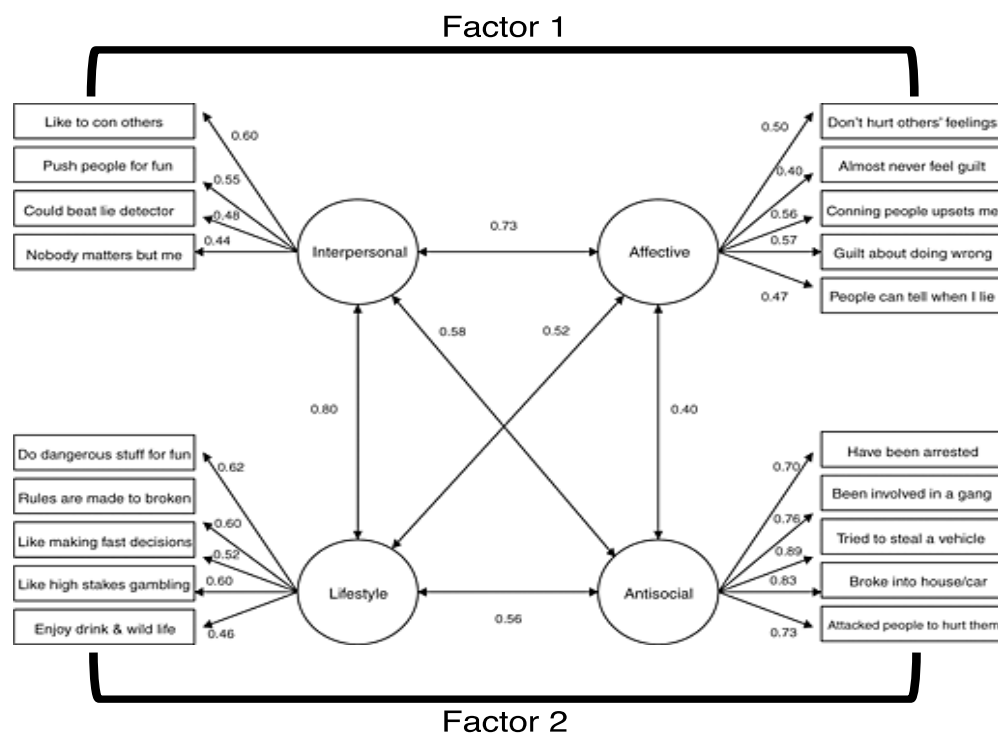 Factor 1
Like to con others
Push people for fun
Could beat lie detector
Nobody matters but me
0.60
0.55
0.48
0.44
Interpersonal
0.73
Affective
0.50
0.40
0.56
0.57
0.47
Don't hurt others' feelings
Almost never feel guilt
Conning people upsets me
Guilt about doing wrong
People can tell when I lie
0.58
0.52
0.80
0.40
Do dangerous stuff for fun
Rules are made to broken
Like making fast decisions
Like high stakes gambling
Enjoy drink & wild life
0.62
0.60
0.52
0.60
0.46
Lifestyle
0.56
Antisocial
0.70
0.76
0.89
0.83
0.73
Have been arrested
Been involved in a gang
Tried to steal a vehicle
Broke into house/car
Attacked people to hurt them
Factor 2